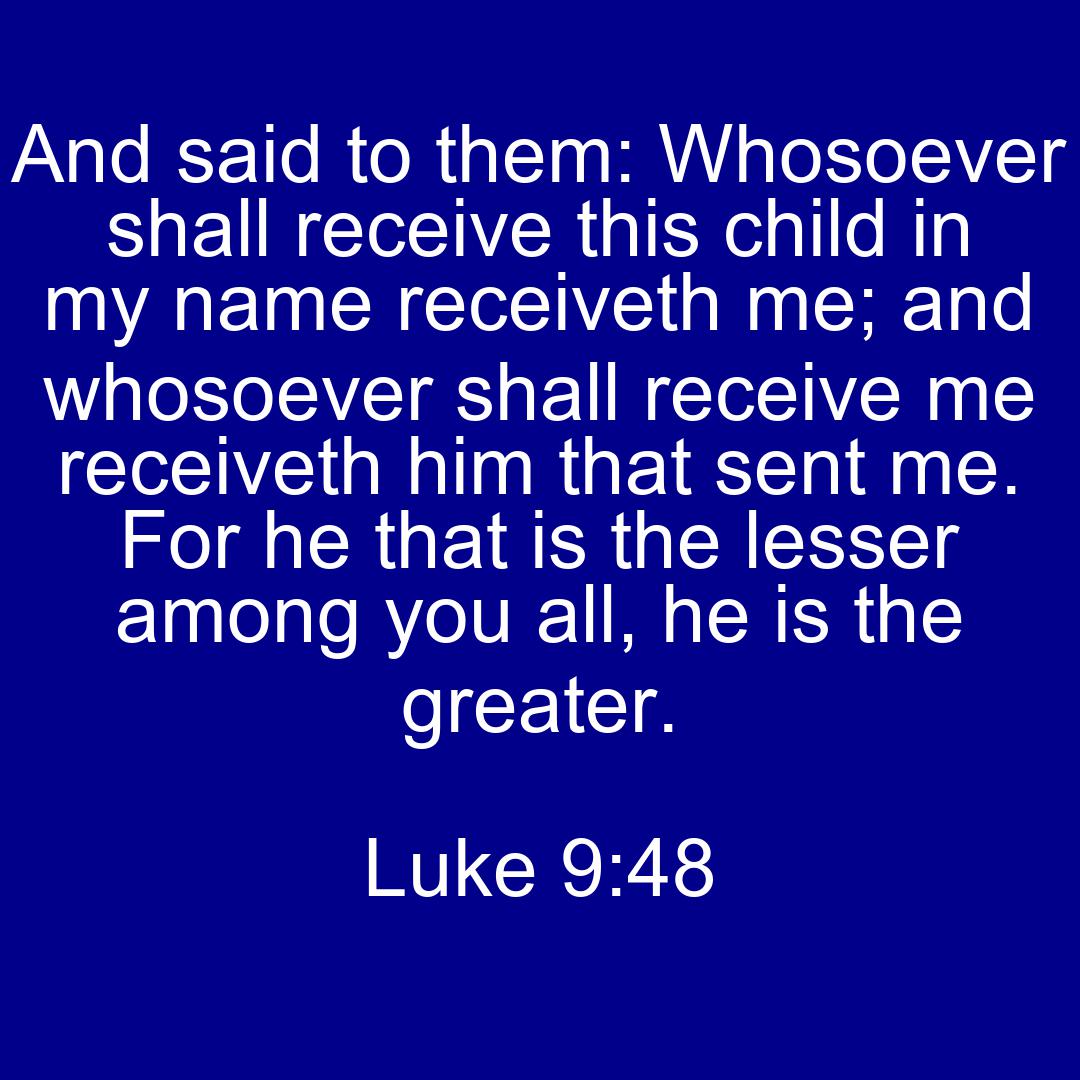 And said to them: Whosoever
shall receive this child in
my name receiveth me; and
whosoever shall receive me
receiveth him that sent me.
For he that is the lesser
among you all, he is the
greater.
Luke 9:48